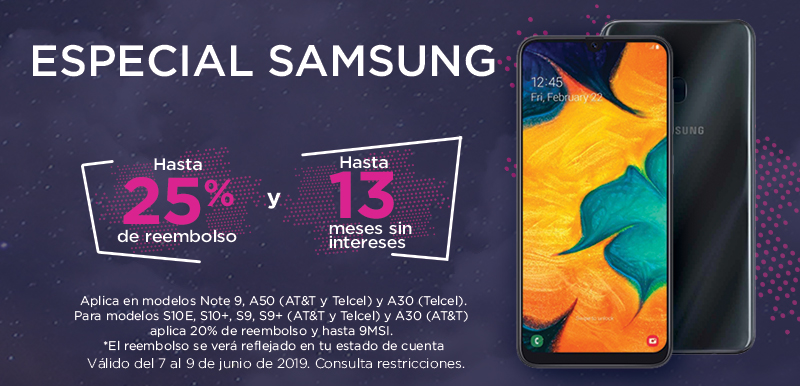 ESPECIAL SAMSUNG
Hasta
25%
de reembolso
y
Hasta
13
meses sin
intereses
Aplica en modelos Note 9, A50 (AT&T y Telcel) y A30 (Telcel).
Para modelos S10E, S10+, S9, S9+ (AT&T y Telcel) y A30 (AT&T)
aplica 20% de reembolso y hasta 9MSI.
*El reembolso se verá reflejado en tu estado de cuenta
Válido del 7 al 9 de junio de 2019. Consulta restricciones.
12:45
Fri, February 22
SUNG